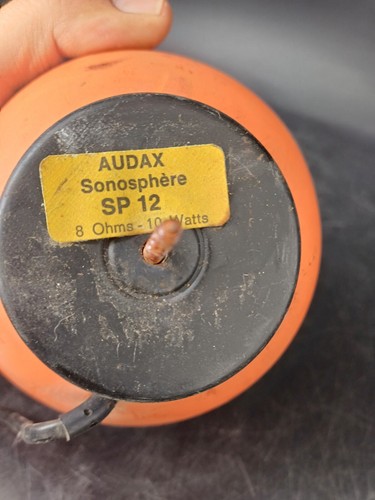 AUDAX
Sonosphère
SP 12
8 Ohms - 10 Watts